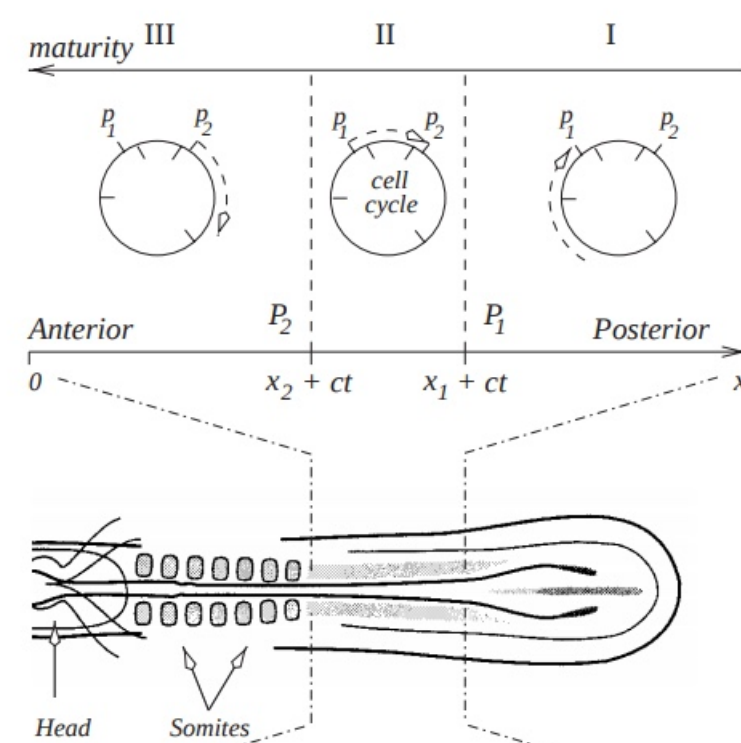 maturity III II I
p1 p2 p1 p2 p1 p2
cell
cycle
Anterior P2 P1 Posterior
0 x2 + ct x1 + ct x
Head Somites